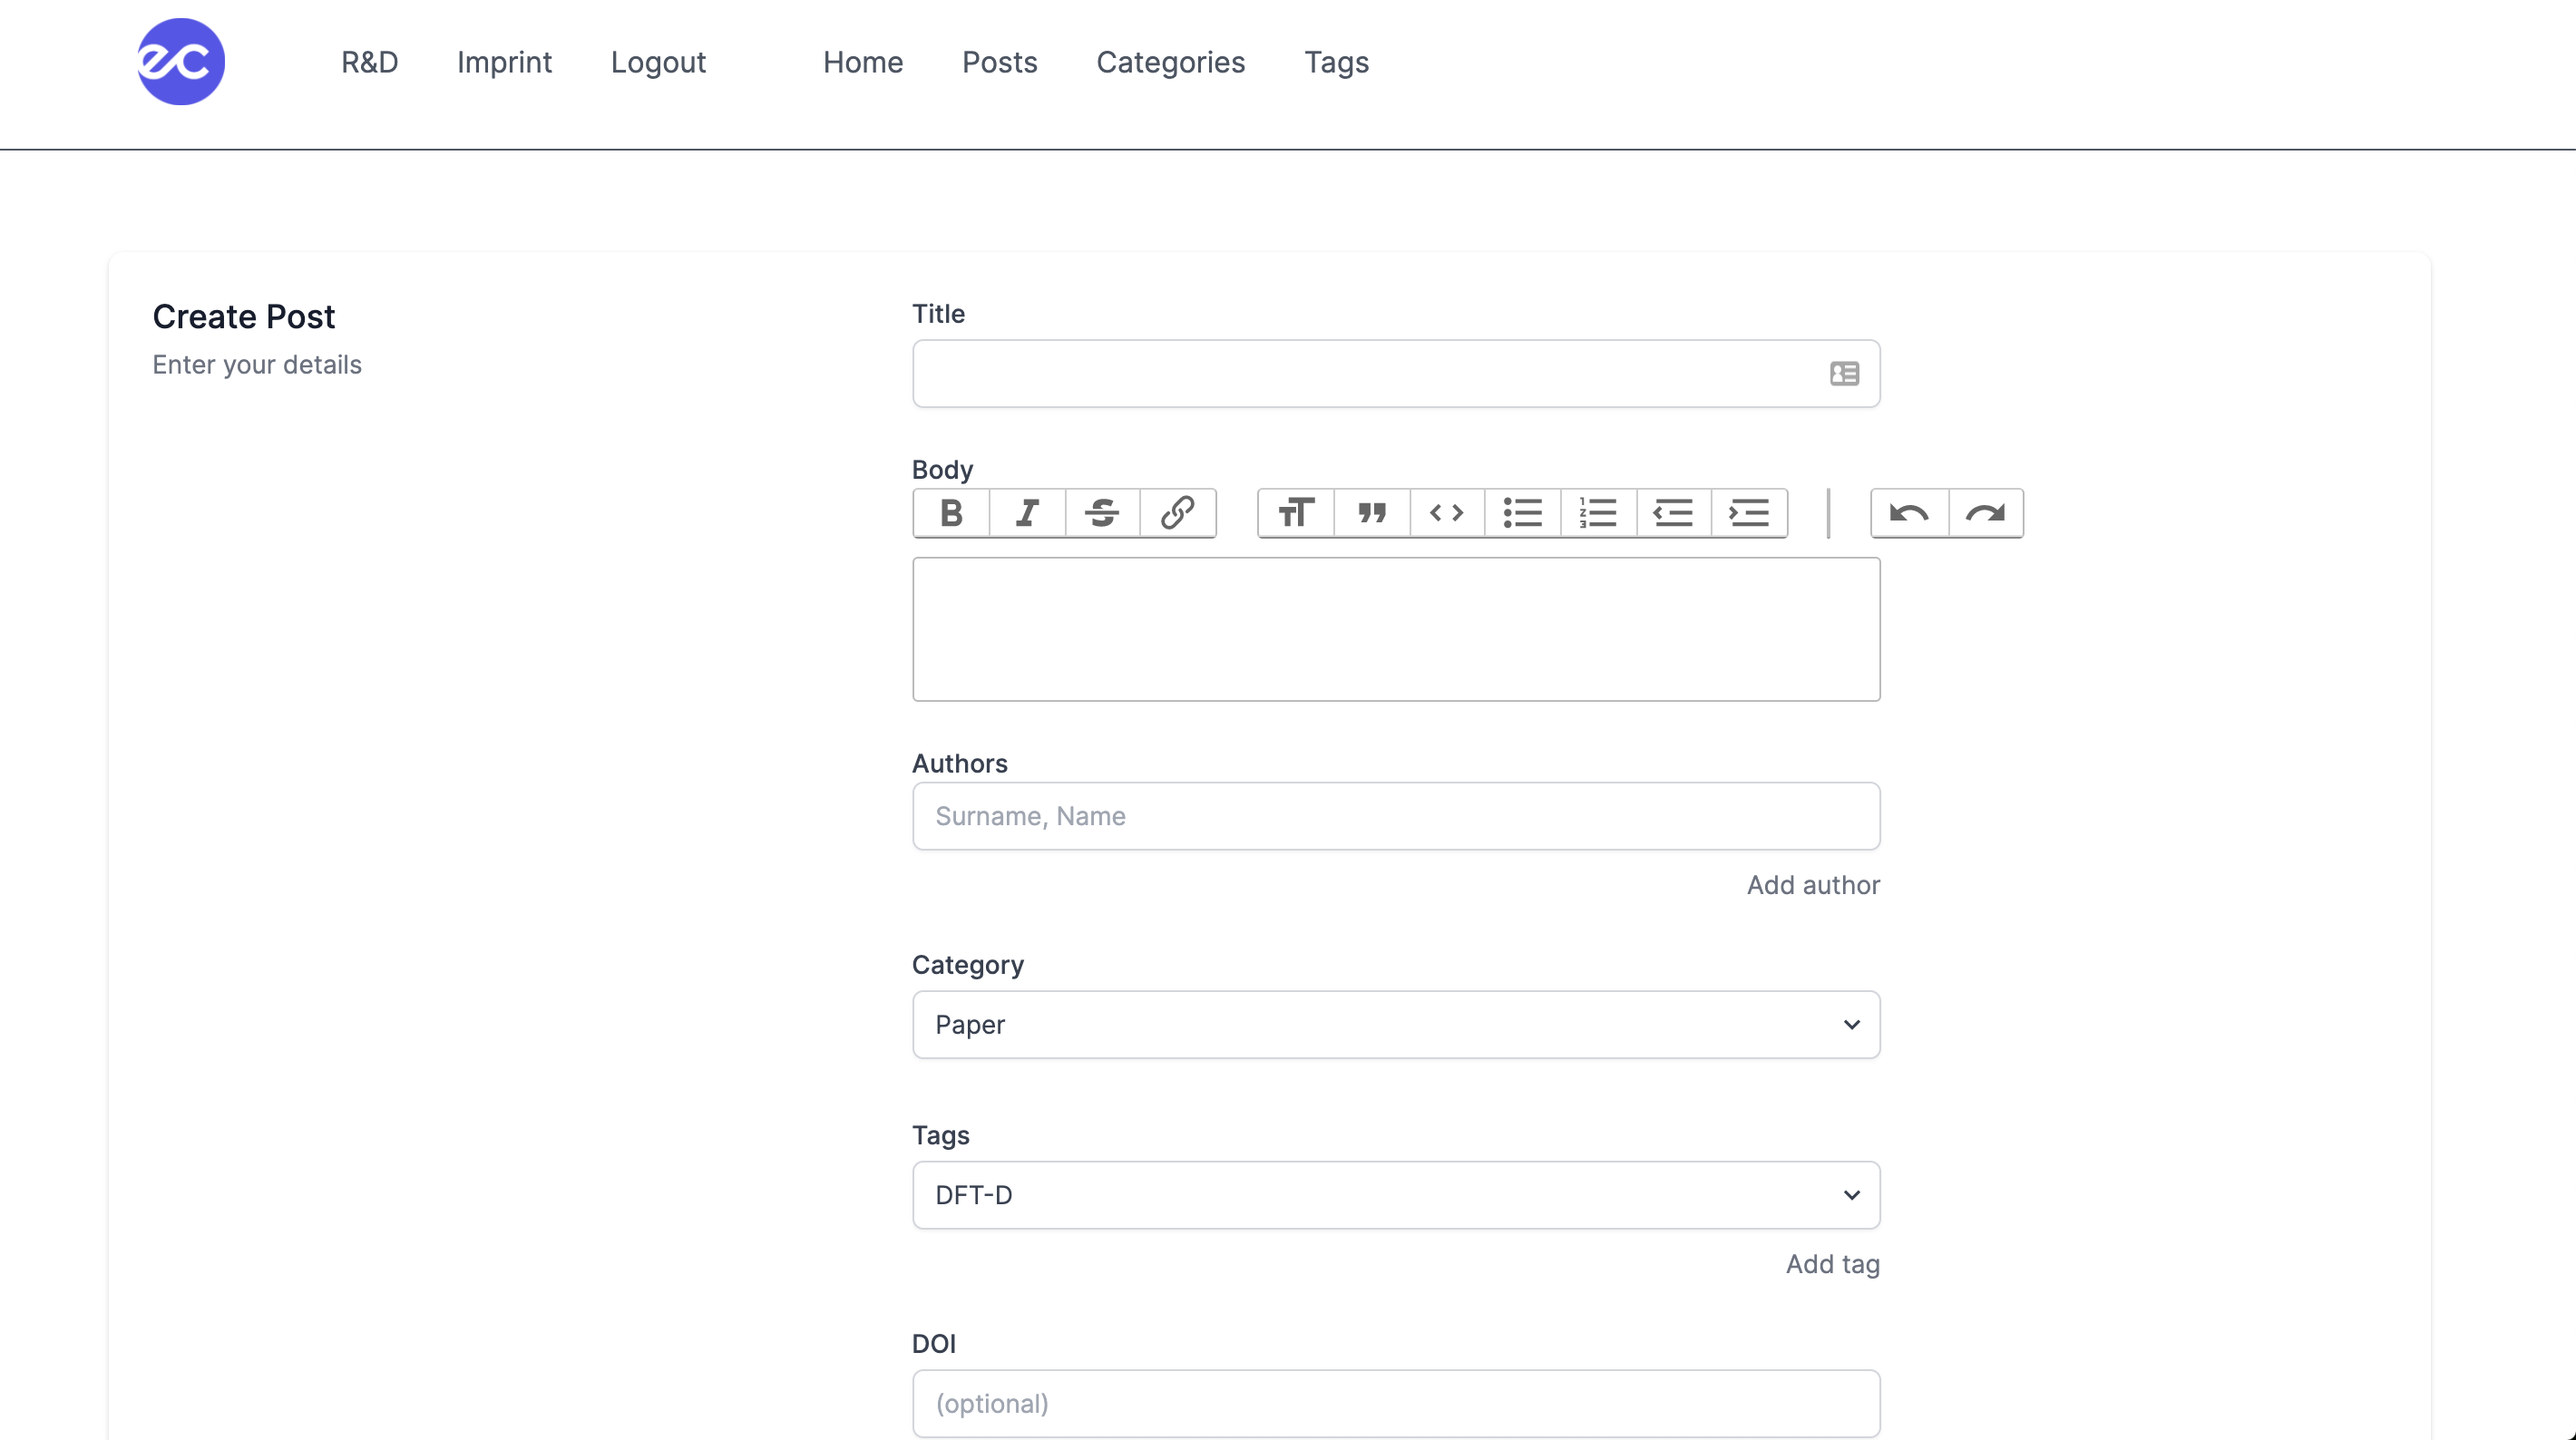 ec
R&D Imprint Logout Home Posts Categories Tags
Create Post
Enter your details
Title
Body
Authors
Surname, Name
Add author
Category
Paper
Tags
DFT-D
Add tag
DOI
(optional)